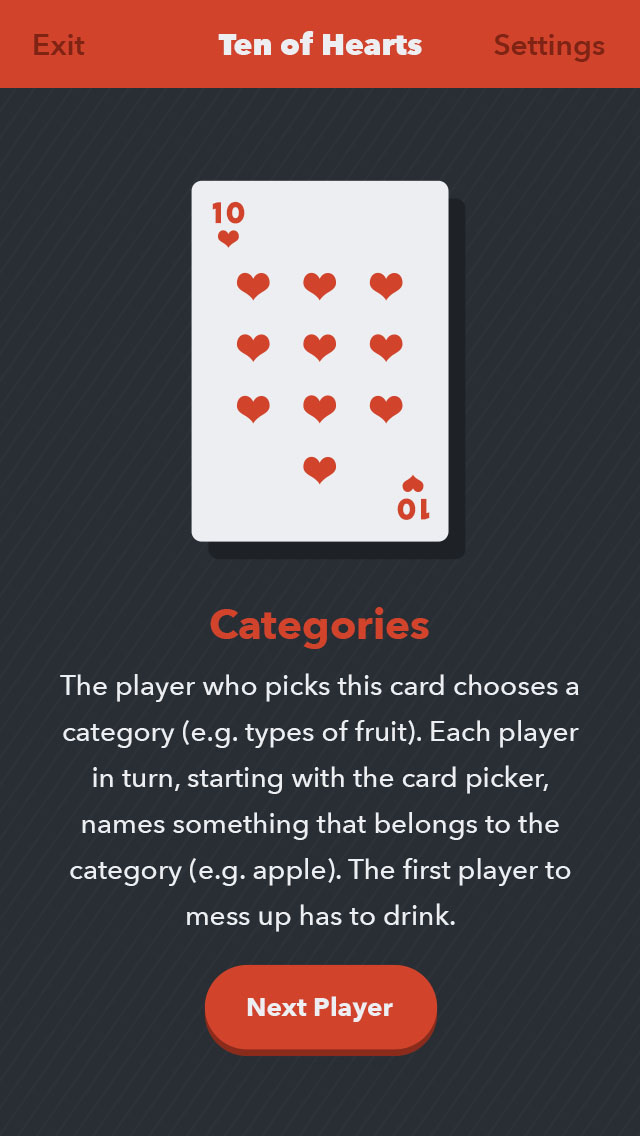 Exit Ten of Hearts Settings
10
10
Categories
The player who picks this card chooses a
category (e.g. types of fruit). Each player
in turn, starting with the card picker,
names something that belongs to the
category (e.g. apple). The first player to
mess up has to drink.
Next Player